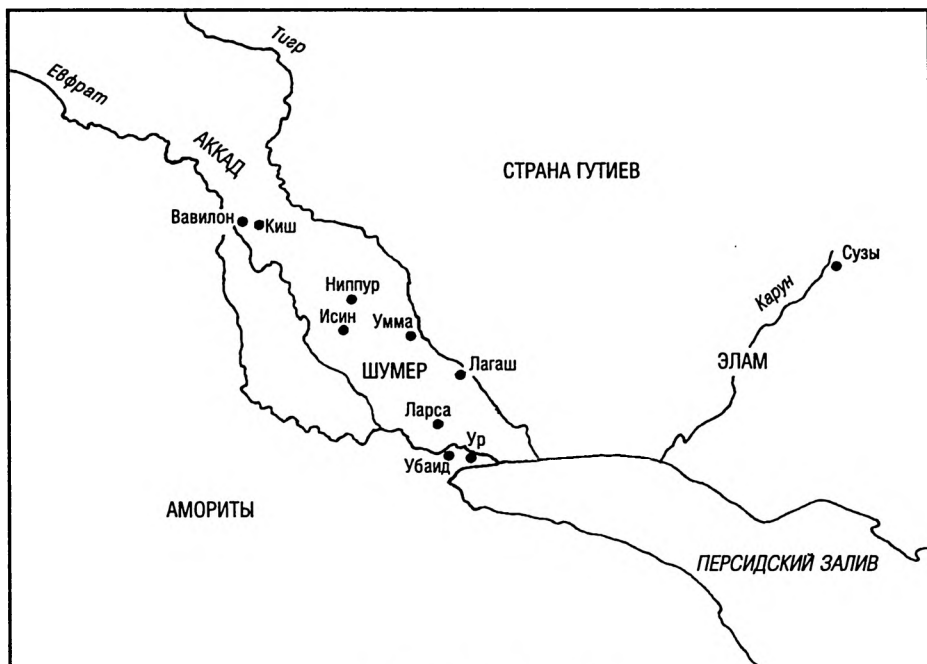 Тигр
Евфрат
АККАД
СТРАНА ГУТИЕВ
Вавилон
Киш
Сузы
Ниппур
Карун
Исин
Умма
ШУМЕР
Лагаш
ЭЛАМ
Ларса
Ур
Убаид
АМОРИТЫ
ПЕРСИДСКИЙ ЗАЛИВ